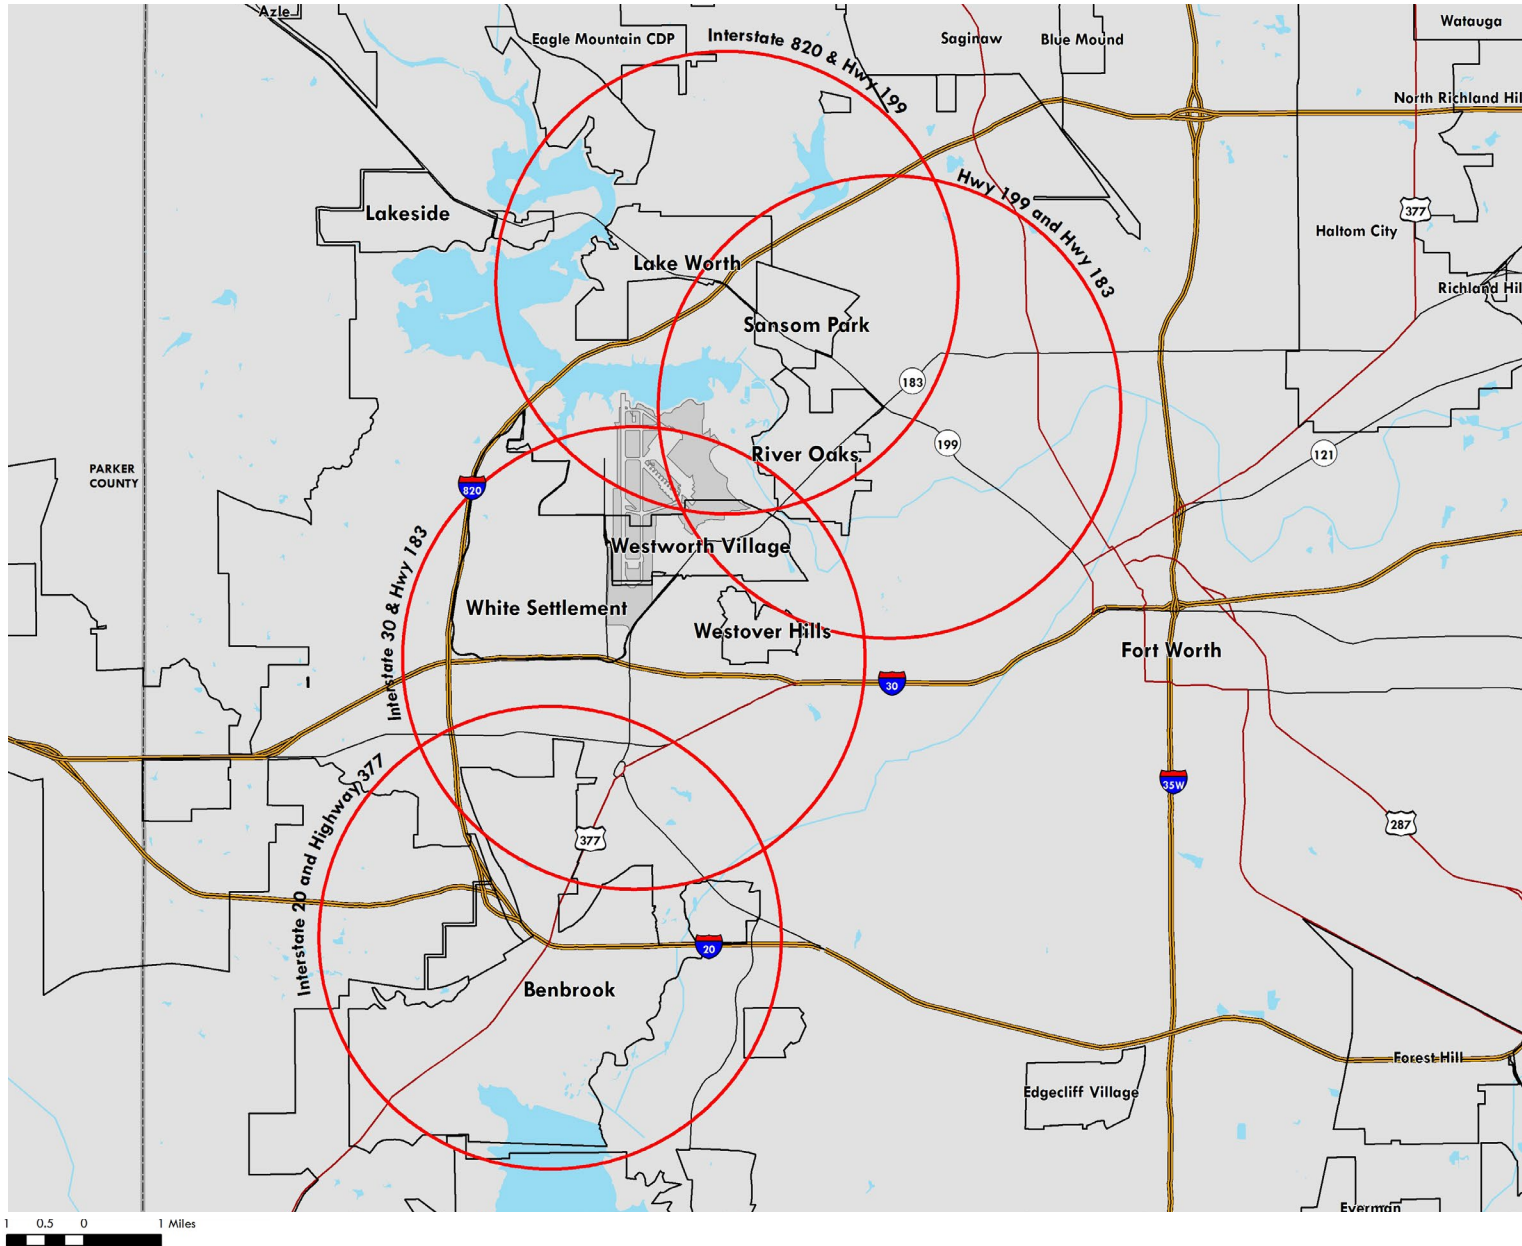 Azle
Eagle Mountain CDP
Interstate 820 & Hwy 199
Saginaw
Blue Mound
Watauga
North Richland Hil
Lakeside
Hwy 199 and Hwy 183
377
Haltom City
Lake Worth
Richland Hil
Sansom Park
183
199
River Oaks
121
PARKER
COUNTY
820
Interstate 30 & Hwy 183
Westworth Village
White Settlement
Westover Hills
Fort Worth
30
Interstate 20 and Highway 377
35W
377
287
20
Benbrook
Forest Hill
Edgecliff Village
Everman
1 0.5 0 1 Miles